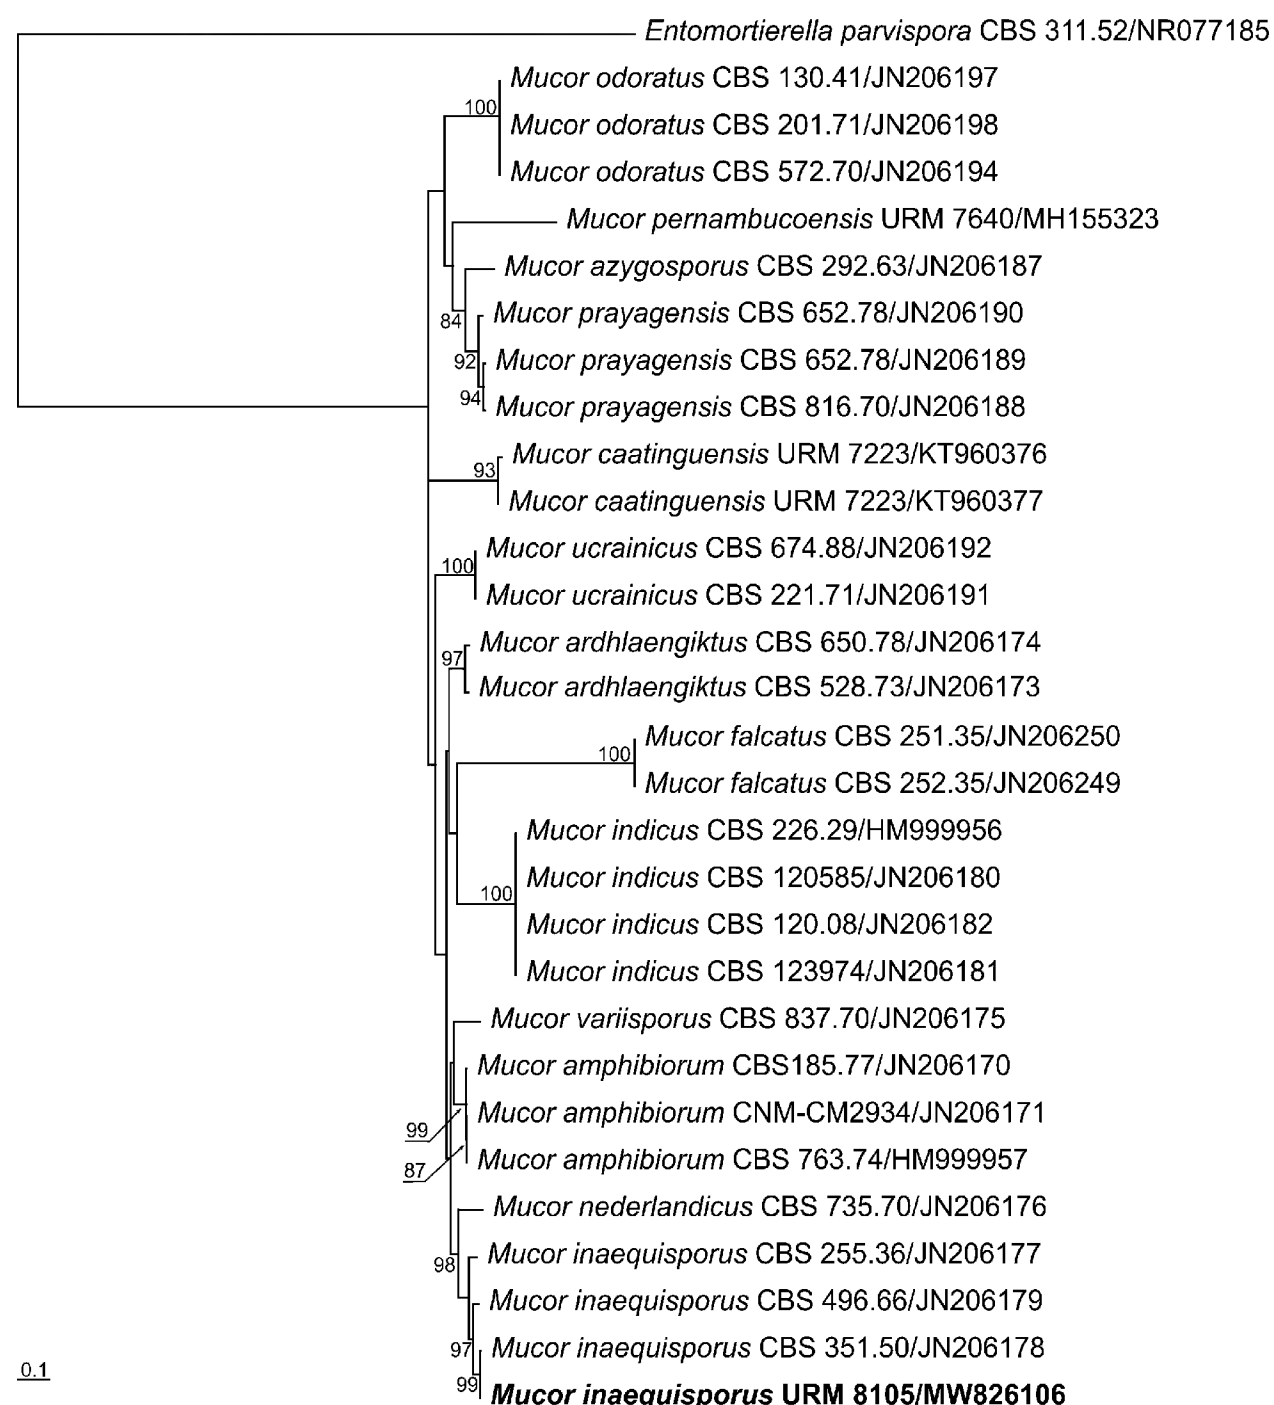 Entomortierella parvispora CBS 311.52/NR077185
Mucor odoratus CBS 130.41/JN206197
100
Mucor odoratus CBS 201.71/JN206198
Mucor odoratus CBS 572.70/JN206194
Mucor pernambucoensis URM 7640/MH155323
Mucor azygosporus CBS 292.63/JN206187
Mucor prayagensis CBS 652.78/JN206190
84
Mucor prayagensis CBS 652.78/JN206189
92
94
Mucor prayagensis CBS 816.70/JN206188
Mucor caatinguensis URM 7223/KT960376
93
Mucor caatinguensis URM 7223/KT960377
Mucor ucrainicus CBS 674.88/JN206192
100
Mucor ucrainicus CBS 221.71/JN206191
Mucor ardhlaengiktus CBS 650.78/JN206174
97
Mucor ardhlaengiktus CBS 528.73/JN206173
Mucor falcatus CBS 251.35/JN206250
100
Mucor falcatus CBS 252.35/JN206249
Mucor indicus CBS 226.29/HM999956
Mucor indicus CBS 120585/JN206180
100
Mucor indicus CBS 120.08/JN206182
Mucor indicus CBS 123974/JN206181
Mucor variisporus CBS 837.70/JN206175
Mucor amphibiorum CBS185.77/JN206170
Mucor amphibiorum CNM-CM2934/JN206171
99
Mucor amphibiorum CBS 763.74/HM999957
87
Mucor nederlandicus CBS 735.70/JN206176
Mucor inaequisporus CBS 255.36/JN206177
98
Mucor inaequisporus CBS 496.66/JN206179
Mucor inaequisporus CBS 351.50/JN206178
97
0.1
99
Mucor inaequisporus URM 8105/MW826106